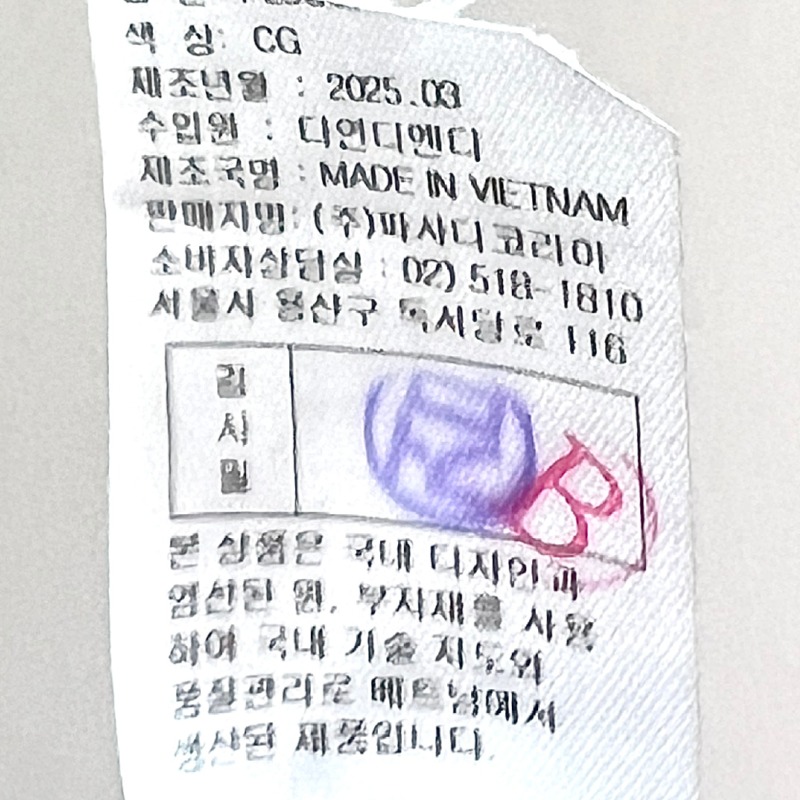 색 상: CG
제조년월 : 2025.03
수입원 : 디언디엔디
제조국명 : MADE IN VIETNAM
판매자명: (주)파사디코리아
소비자상담실 : 02) 518-1810
서울시 용산구 독서당로 116
검
사
필
B
본 상품은 국내 디자인과
엄선된 원, 부자재를 사용
하여 국내 기술 지도와
품질관리로 베트남에서
생산된 제품입니다.